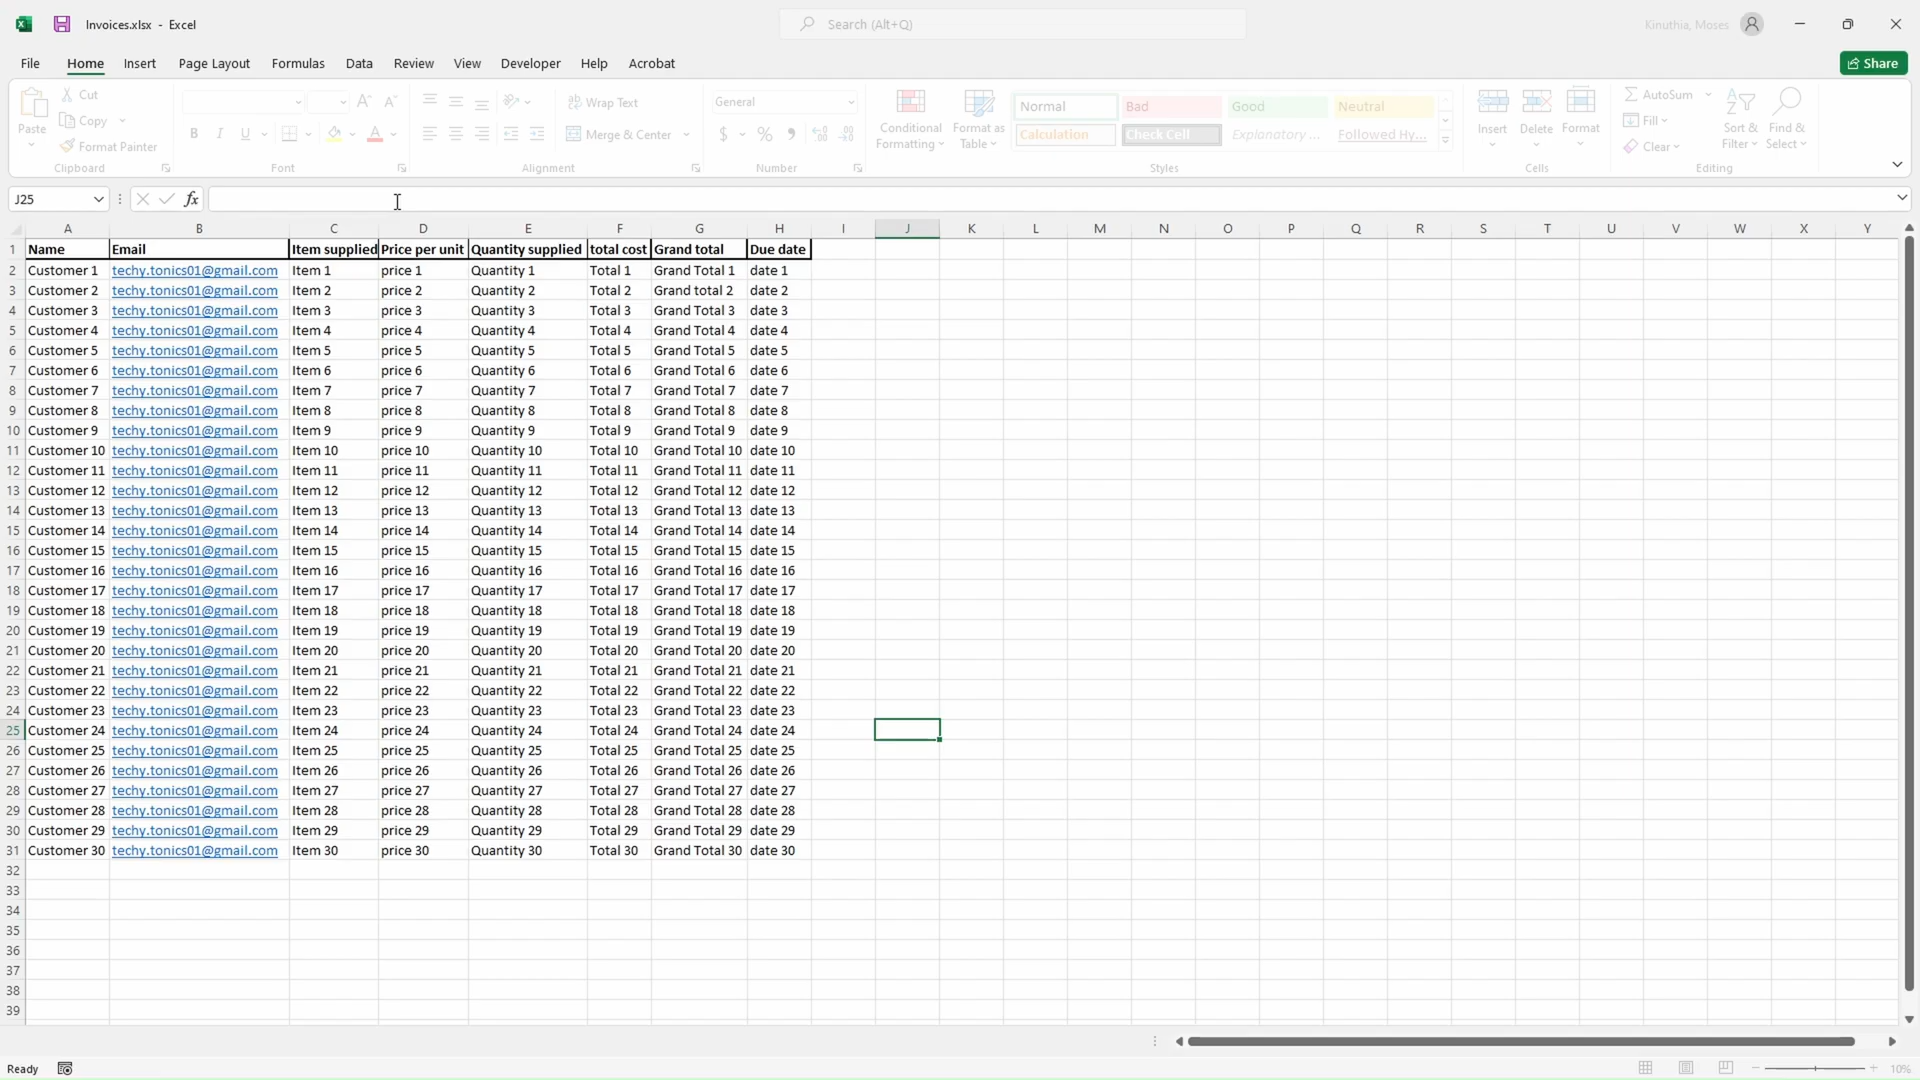 Invoices.xlsx - Excel
Search (Alt+Q)
Kinuthia, Moses
File Home Insert Page Layout Formulas Data Review View Developer Help Acrobat
Share
Paste
Cut
Copy
Format Painter
Clipboard
B I U
Font
Wrap Text
Merge & Center
Alignment
General
$ %
Number
Conditional Formatting
Format as Table
Normal Bad Good Neutral
Calculation Check Cell Explanatory ... Followed Hy...
Styles
Insert Delete Format
Cells
AutoSum
Fill
Clear
Sort & Filter
Find & Select
Editing
J25 fx
A B C D E F G H I J K L M N O P Q R S T U V W X Y
1 Name Email Item supplied Price per unit Quantity supplied total cost Grand total Due date
2 Customer 1 techy.tonics01@gmail.com Item 1 price 1 Quantity 1 Total 1 Grand Total 1 date 1
3 Customer 2 techy.tonics01@gmail.com Item 2 price 2 Quantity 2 Total 2 Grand total 2 date 2
4 Customer 3 techy.tonics01@gmail.com Item 3 price 3 Quantity 3 Total 3 Grand Total 3 date 3
5 Customer 4 techy.tonics01@gmail.com Item 4 price 4 Quantity 4 Total 4 Grand Total 4 date 4
6 Customer 5 techy.tonics01@gmail.com Item 5 price 5 Quantity 5 Total 5 Grand Total 5 date 5
7 Customer 6 techy.tonics01@gmail.com Item 6 price 6 Quantity 6 Total 6 Grand Total 6 date 6
8 Customer 7 techy.tonics01@gmail.com Item 7 price 7 Quantity 7 Total 7 Grand Total 7 date 7
9 Customer 8 techy.tonics01@gmail.com Item 8 price 8 Quantity 8 Total 8 Grand Total 8 date 8
10 Customer 9 techy.tonics01@gmail.com Item 9 price 9 Quantity 9 Total 9 Grand Total 9 date 9
11 Customer 10 techy.tonics01@gmail.com Item 10 price 10 Quantity 10 Total 10 Grand Total 10 date 10
12 Customer 11 techy.tonics01@gmail.com Item 11 price 11 Quantity 11 Total 11 Grand Total 11 date 11
13 Customer 12 techy.tonics01@gmail.com Item 12 price 12 Quantity 12 Total 12 Grand Total 12 date 12
14 Customer 13 techy.tonics01@gmail.com Item 13 price 13 Quantity 13 Total 13 Grand Total 13 date 13
15 Customer 14 techy.tonics01@gmail.com Item 14 price 14 Quantity 14 Total 14 Grand Total 14 date 14
16 Customer 15 techy.tonics01@gmail.com Item 15 price 15 Quantity 15 Total 15 Grand Total 15 date 15
17 Customer 16 techy.tonics01@gmail.com Item 16 price 16 Quantity 16 Total 16 Grand Total 16 date 16
18 Customer 17 techy.tonics01@gmail.com Item 17 price 17 Quantity 17 Total 17 Grand Total 17 date 17
19 Customer 18 techy.tonics01@gmail.com Item 18 price 18 Quantity 18 Total 18 Grand Total 18 date 18
20 Customer 19 techy.tonics01@gmail.com Item 19 price 19 Quantity 19 Total 19 Grand Total 19 date 19
21 Customer 20 techy.tonics01@gmail.com Item 20 price 20 Quantity 20 Total 20 Grand Total 20 date 20
22 Customer 21 techy.tonics01@gmail.com Item 21 price 21 Quantity 21 Total 21 Grand Total 21 date 21
23 Customer 22 techy.tonics01@gmail.com Item 22 price 22 Quantity 22 Total 22 Grand Total 22 date 22
24 Customer 23 techy.tonics01@gmail.com Item 23 price 23 Quantity 23 Total 23 Grand Total 23 date 23
25 Customer 24 techy.tonics01@gmail.com Item 24 price 24 Quantity 24 Total 24 Grand Total 24 date 24
26 Customer 25 techy.tonics01@gmail.com Item 25 price 25 Quantity 25 Total 25 Grand Total 25 date 25
27 Customer 26 techy.tonics01@gmail.com Item 26 price 26 Quantity 26 Total 26 Grand Total 26 date 26
28 Customer 27 techy.tonics01@gmail.com Item 27 price 27 Quantity 27 Total 27 Grand Total 27 date 27
29 Customer 28 techy.tonics01@gmail.com Item 28 price 28 Quantity 28 Total 28 Grand Total 28 date 28
30 Customer 29 techy.tonics01@gmail.com Item 29 price 29 Quantity 29 Total 29 Grand Total 29 date 29
31 Customer 30 techy.tonics01@gmail.com Item 30 price 30 Quantity 30 Total 30 Grand Total 30 date 30
32
33
34
35
36
37
38
39
Ready
10%